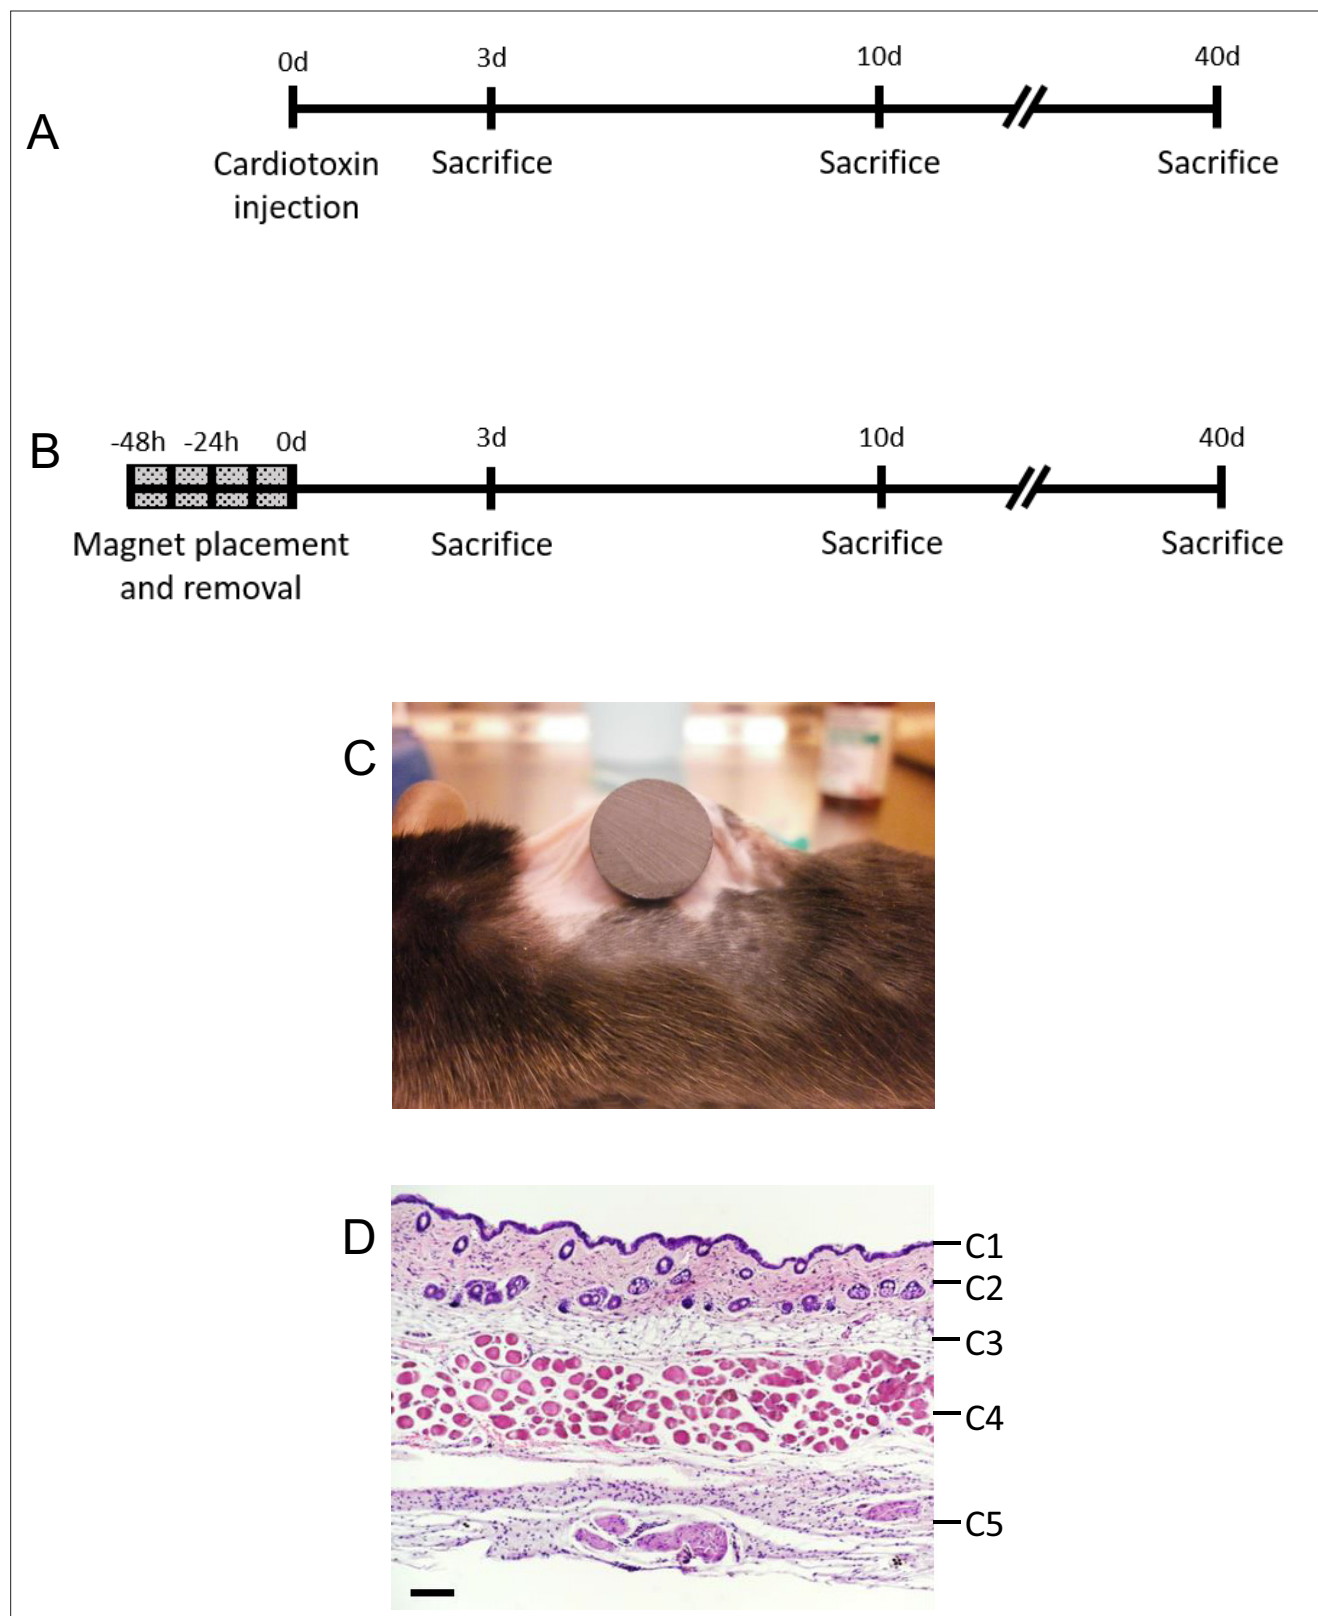 A
0d
3d
10d
40d
Cardiotoxin
injection
Sacrifice
Sacrifice
Sacrifice
B
-48h
-24h
0d
3d
10d
40d
Magnet placement
and removal
Sacrifice
Sacrifice
Sacrifice
C
D
C1
C2
C3
C4
C5